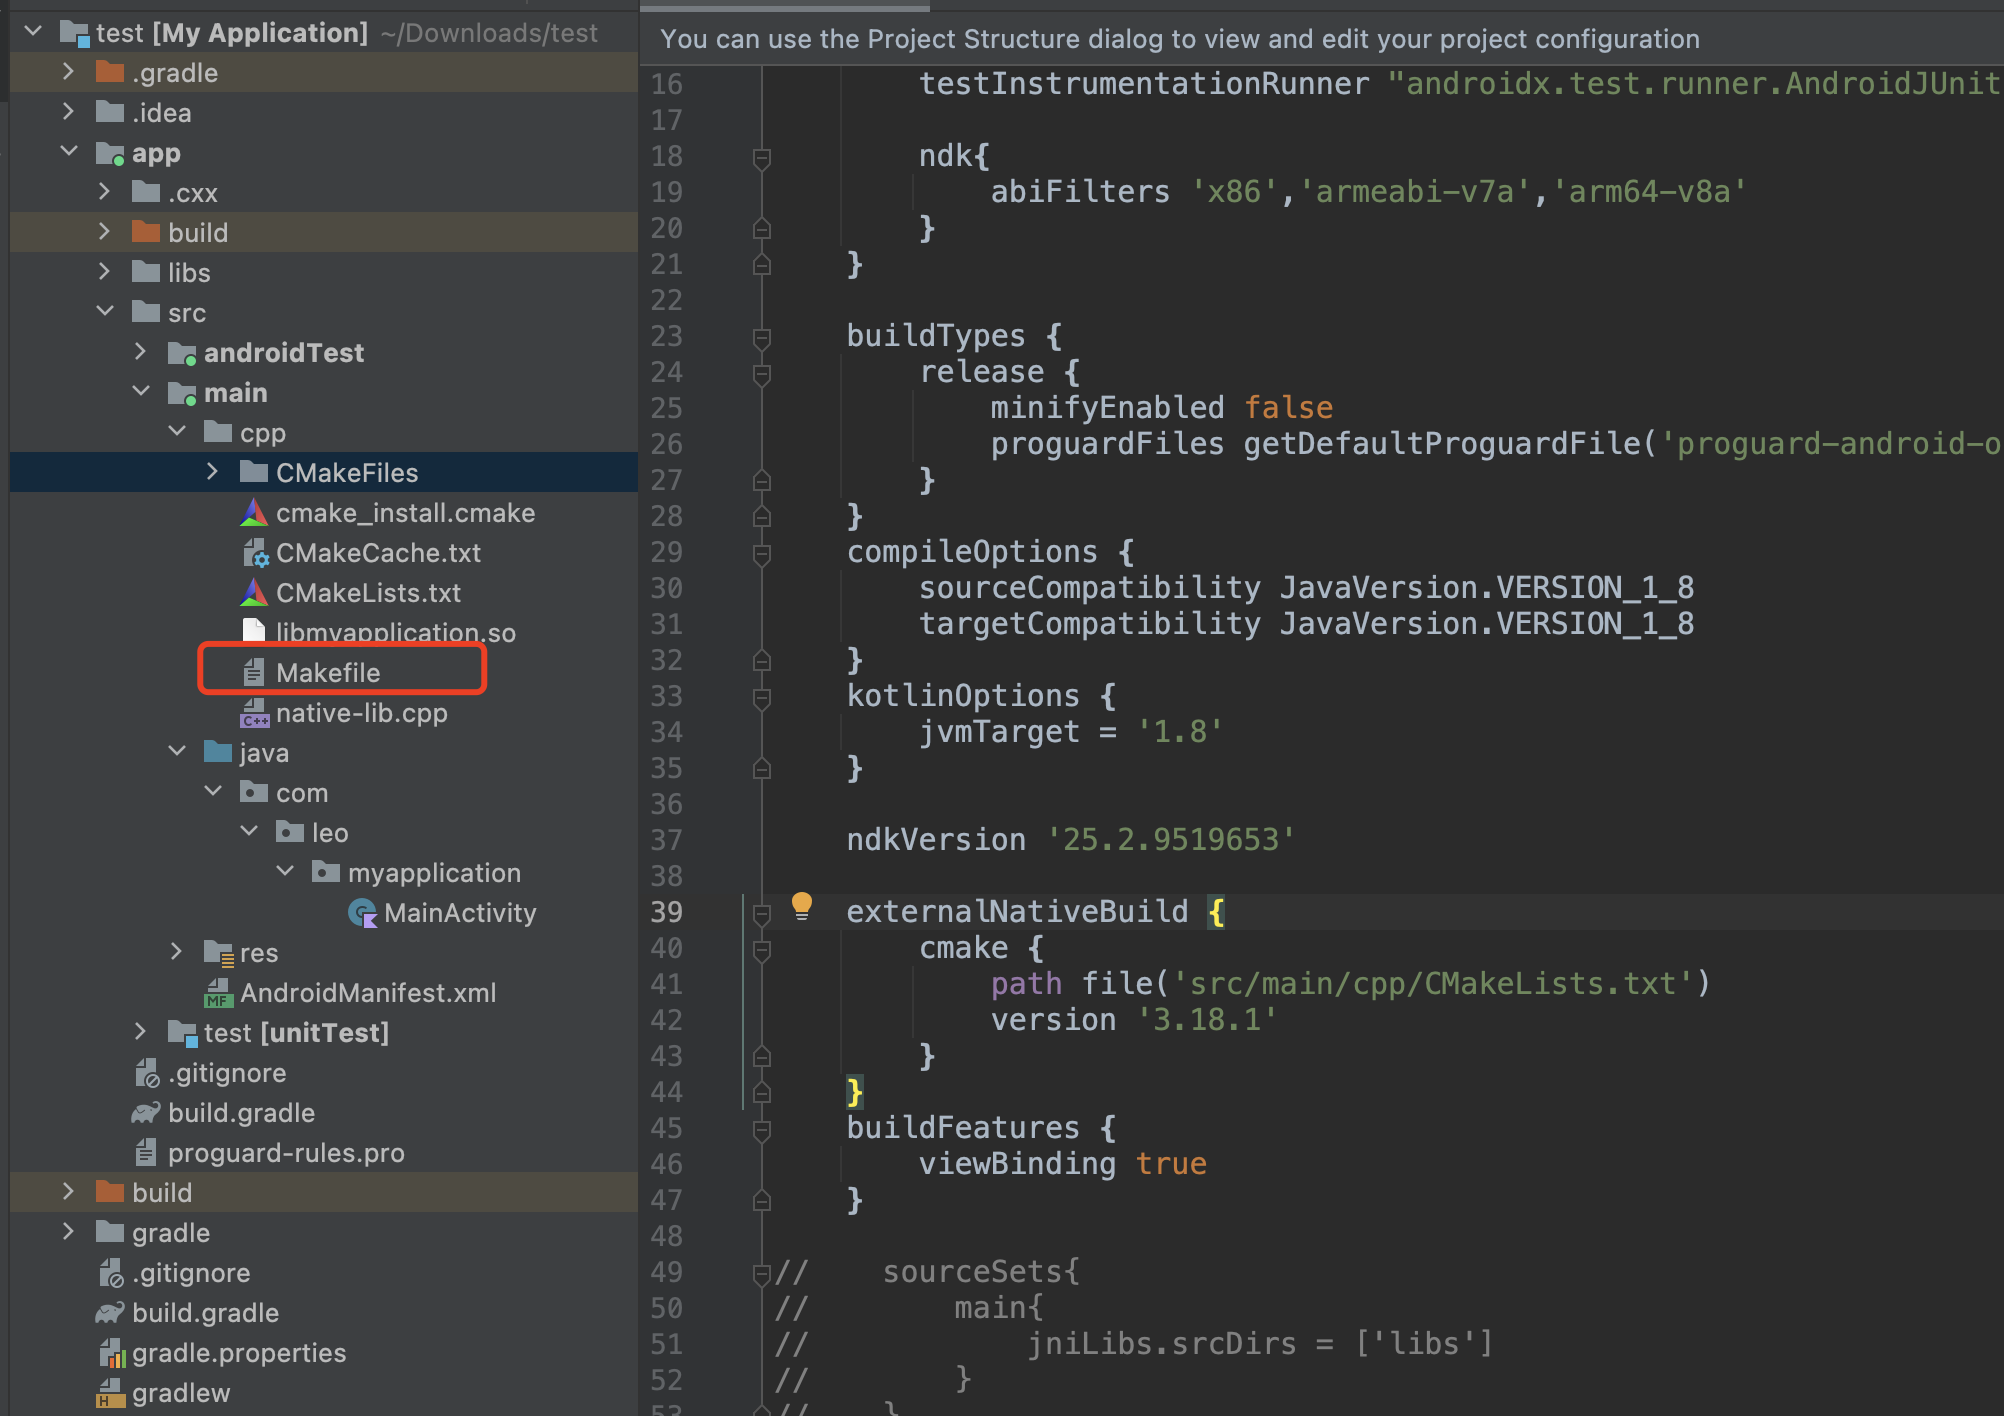 test [My Application] ~/Downloads/test
.gradle
.idea
app
.cxx
build
libs
src
androidTest
main
cpp
CMakeFiles
cmake_install.cmake
CMakeCache.txt
CMakeLists.txt
libmyapplication.so
Makefile
native-lib.cpp
java
com
leo
myapplication
MainActivity
res
AndroidManifest.xml
test [unitTest]
.gitignore
build.gradle
proguard-rules.pro
build
gradle
.gitignore
build.gradle
gradle.properties
gradlew
You can use the Project Structure dialog to view and edit your project configuration
16 testInstrumentationRunner "androidx.test.runner.AndroidJUnit
17
18 ndk{
19 abiFilters 'x86','armeabi-v7a','arm64-v8a'
20 }
21 }
22
23 buildTypes {
24 release {
25 minifyEnabled false
26 proguardFiles getDefaultProguardFile('proguard-android-o
27 }
28 }
29 compileOptions {
30 sourceCompatibility JavaVersion.VERSION_1_8
31 targetCompatibility JavaVersion.VERSION_1_8
32 }
33 kotlinOptions {
34 jvmTarget = '1.8'
35 }
36
37 ndkVersion '25.2.9519653'
38
39 externalNativeBuild {
40 cmake {
41 path file('src/main/cpp/CMakeLists.txt')
42 version '3.18.1'
43 }
44 }
45 buildFeatures {
46 viewBinding true
47 }
48
49 // sourceSets{
50 // main{
51 // jniLibs.srcDirs = ['libs']
52 // }
53 // }